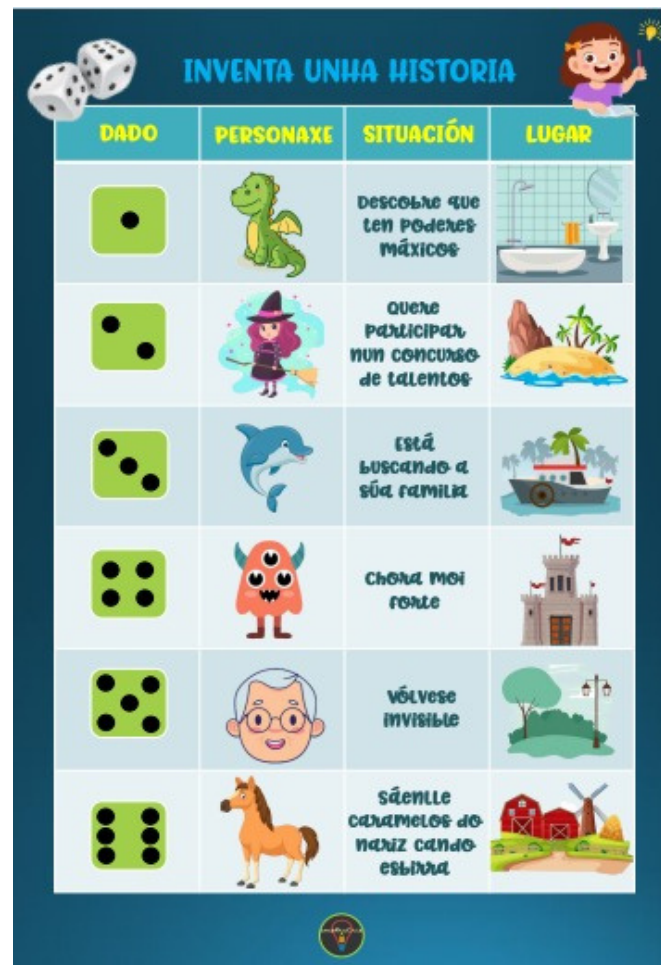 INVENTA UNHA HISTORIA
DADO PERSONAXE SITUACIÓN LUGAR
Descobre que
ten poderes
máxicos
Quere
participar
nun concurso
de talentos
Está
buscando a
súa familia
Chora moi
forte
Vólvese
invisible
Sáenlle
caramelos do
nariz cando
esbirra